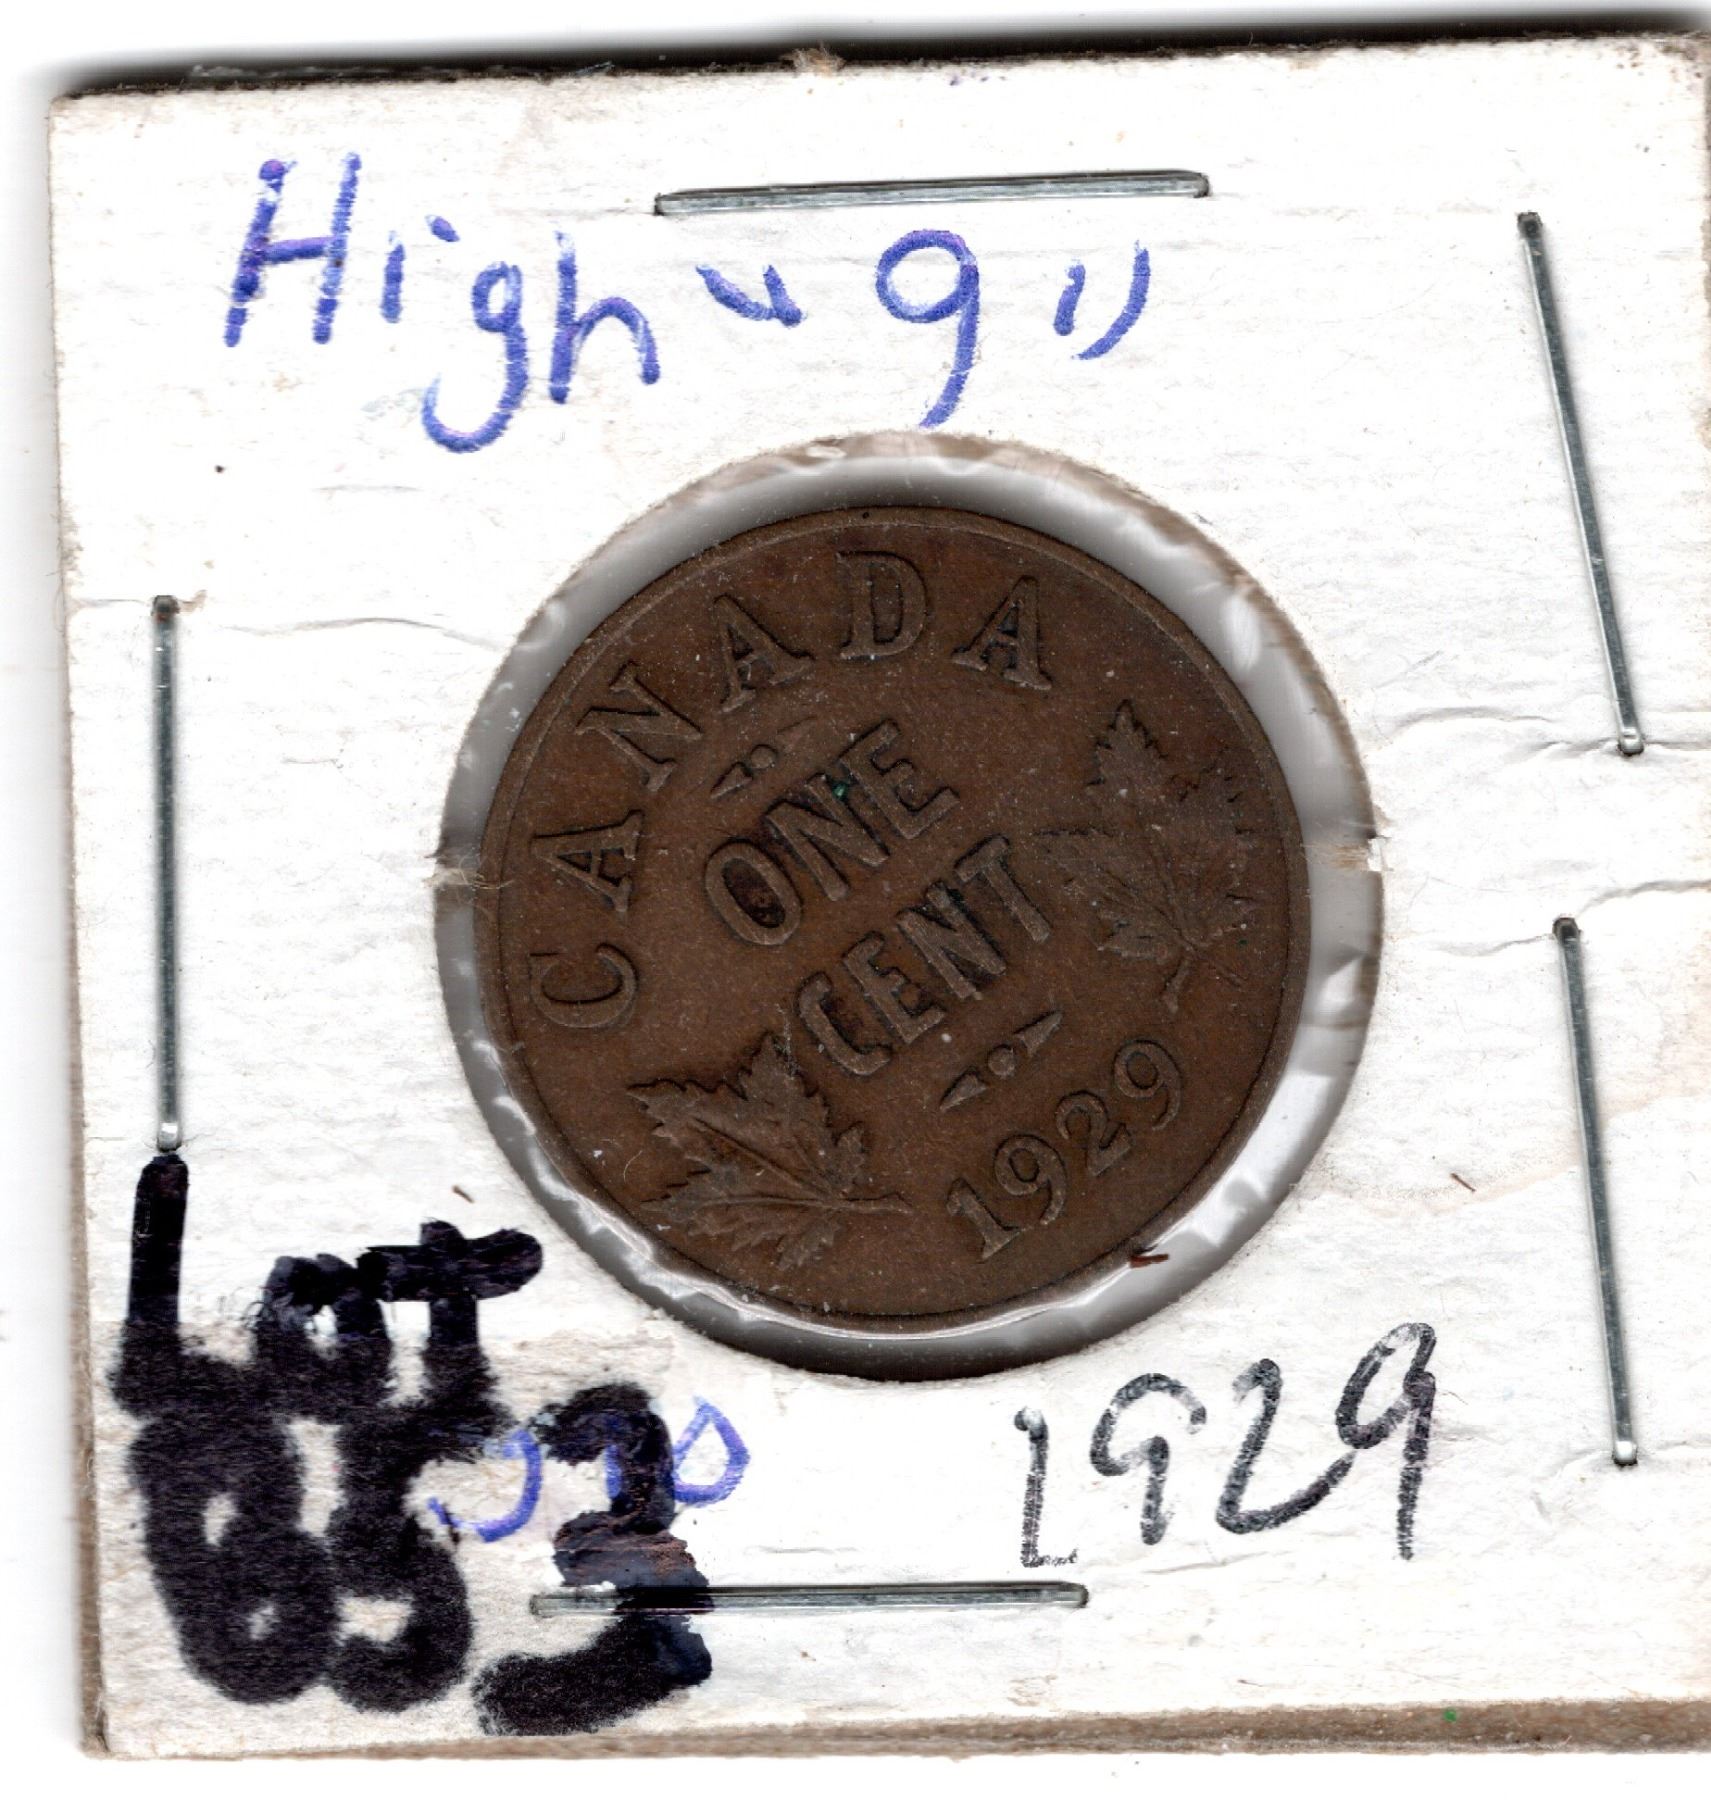 High "9"
CANADA
ONE
CENT
1929
LOT
1929